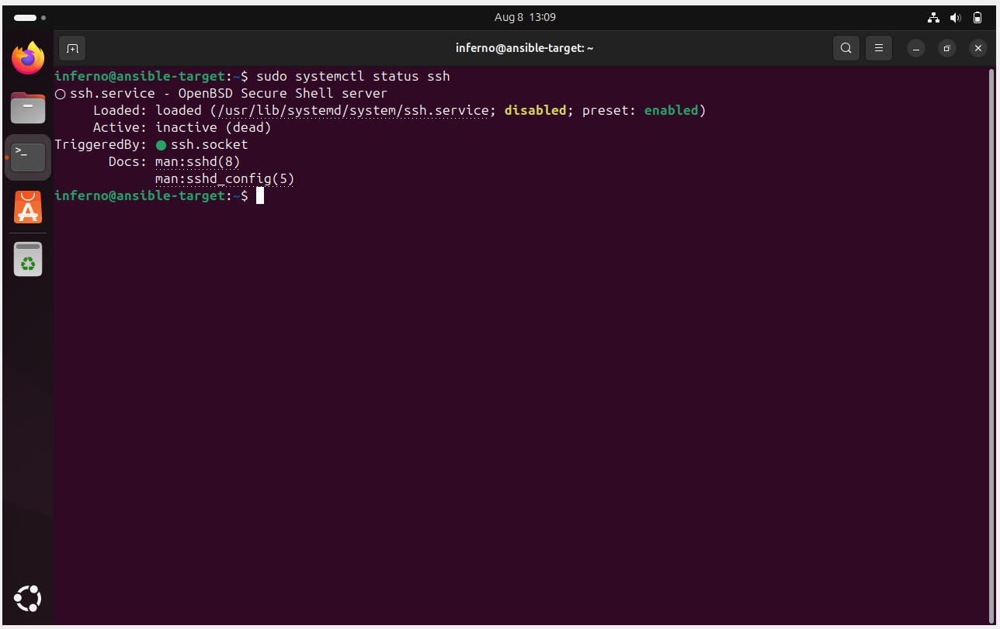 Aug 8 13:09
inferno@ansible-target: ~
inferno@ansible-target:~$ sudo systemctl status ssh
○ ssh.service - OpenBSD Secure Shell server
     Loaded: loaded (/usr/lib/systemd/system/ssh.service; disabled; preset: enabled)
     Active: inactive (dead)
TriggeredBy: ● ssh.socket
       Docs: man:sshd(8)
             man:sshd_config(5)
inferno@ansible-target:~$